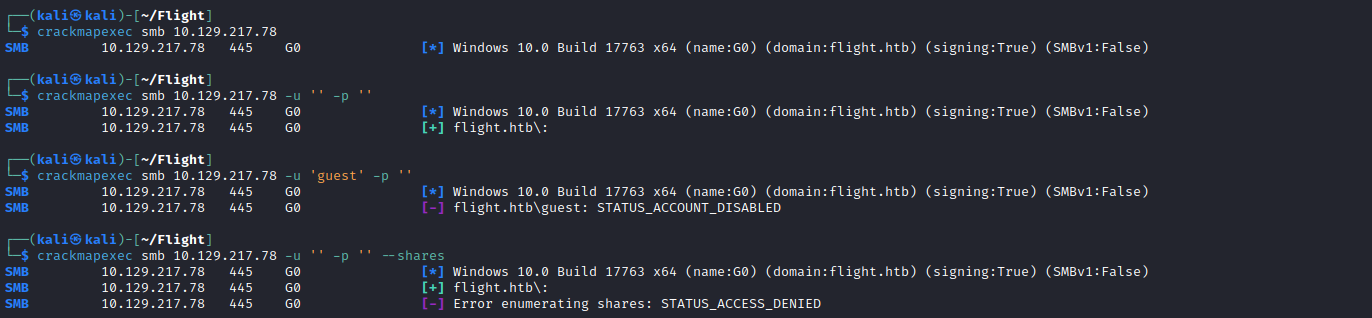 ┌──(kali㉿kali)-[~/Flight]
└─$ crackmapexec smb 10.129.217.78
SMB 10.129.217.78 445 G0 [*] Windows 10.0 Build 17763 x64 (name:G0) (domain:flight.htb) (signing:True) (SMBv1:False)
┌──(kali㉿kali)-[~/Flight]
└─$ crackmapexec smb 10.129.217.78 -u '' -p ''
SMB 10.129.217.78 445 G0 [*] Windows 10.0 Build 17763 x64 (name:G0) (domain:flight.htb) (signing:True) (SMBv1:False)
SMB 10.129.217.78 445 G0 [+] flight.htb\:
┌──(kali㉿kali)-[~/Flight]
└─$ crackmapexec smb 10.129.217.78 -u 'guest' -p ''
SMB 10.129.217.78 445 G0 [*] Windows 10.0 Build 17763 x64 (name:G0) (domain:flight.htb) (signing:True) (SMBv1:False)
SMB 10.129.217.78 445 G0 [-] flight.htb\guest: STATUS_ACCOUNT_DISABLED
┌──(kali㉿kali)-[~/Flight]
└─$ crackmapexec smb 10.129.217.78 -u '' -p '' --shares
SMB 10.129.217.78 445 G0 [*] Windows 10.0 Build 17763 x64 (name:G0) (domain:flight.htb) (signing:True) (SMBv1:False)
SMB 10.129.217.78 445 G0 [+] flight.htb\:
SMB 10.129.217.78 445 G0 [-] Error enumerating shares: STATUS_ACCESS_DENIED